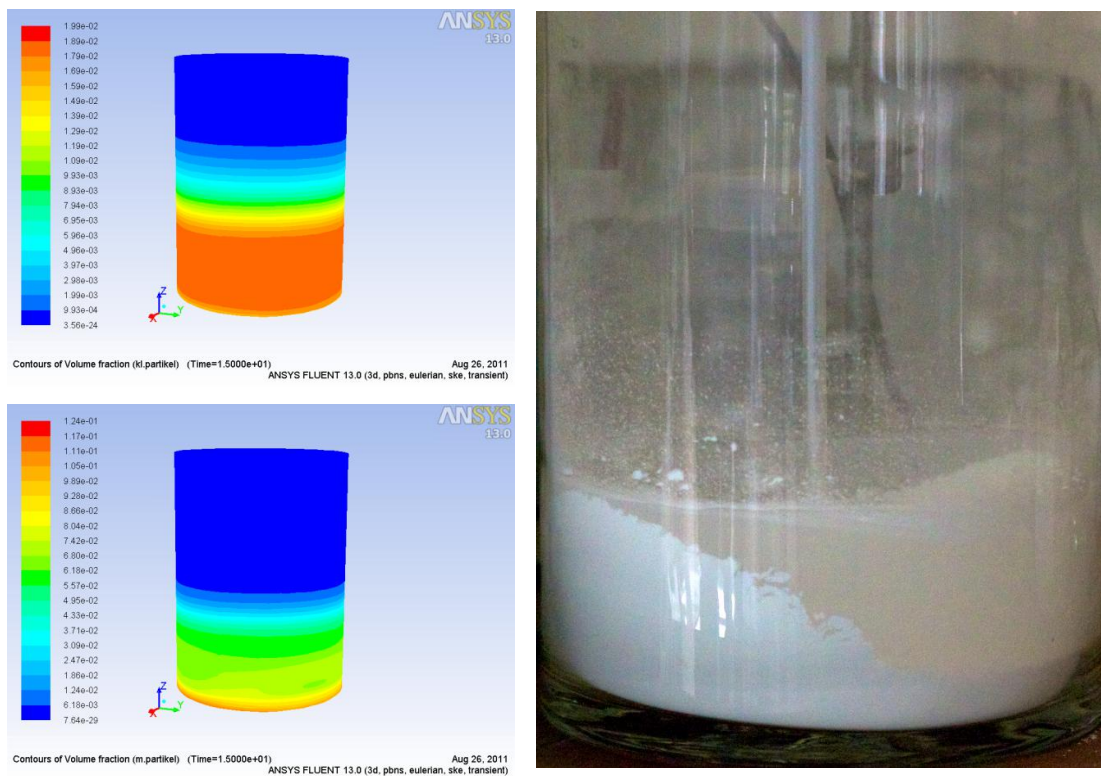 ANSYS
13.0
1.99e-02
1.89e-02
1.79e-02
1.59e-02
1.49e-02
1.39e-02
1.29e-02
1.19e-02
1.09e-02
9.93e-03
8.93e-03
7.94e-03
6.95e-03
5.96e-03
4.96e-03
3.97e-03
2.98e-03
1.99e-03
9.93e-04
3.56e-24
Z
X
Y
Contours of Volume fraction (kl.partikel) (Time=1.5000e+01)
Aug 26, 2011
ANSYS FLUENT 13.0 (3d, pbns, eulerian, ske, transient)
ANSYS
13.0
1.24e-01
1.17e-01
1.11e-01
1.05e-01
9.89e-02
9.28e-02
8.66e-02
8.04e-02
7.42e-02
6.80e-02
6.18e-02
5.57e-02
4.95e-02
4.33e-02
3.71e-02
3.09e-02
2.47e-02
1.86e-02
1.24e-02
6.18e-03
7.64e-29
Z
X
Y
Contours of Volume fraction (m.partikel) (Time=1.5000e+01)
Aug 26, 2011
ANSYS FLUENT 13.0 (3d, pbns, eulerian, ske, transient)